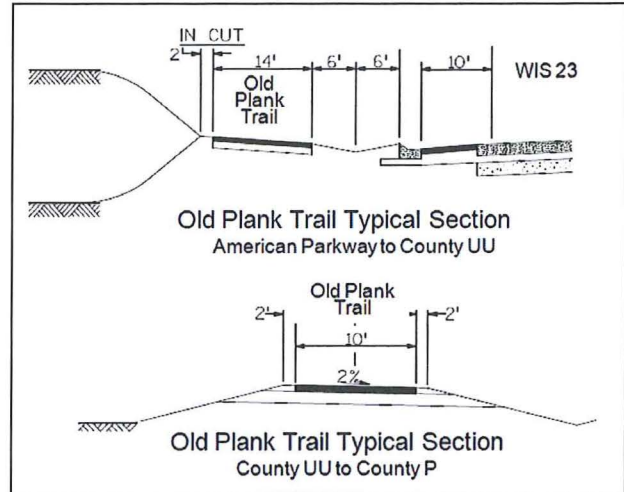 IN CUT
2'
14'
6'
6'
10'
WIS 23
Old
Plank
Trail
Old Plank Trail Typical Section
American Parkway to County UU
Old Plank
Trail
2'
2'
10'
2%
Old Plank Trail Typical Section
County UU to County P